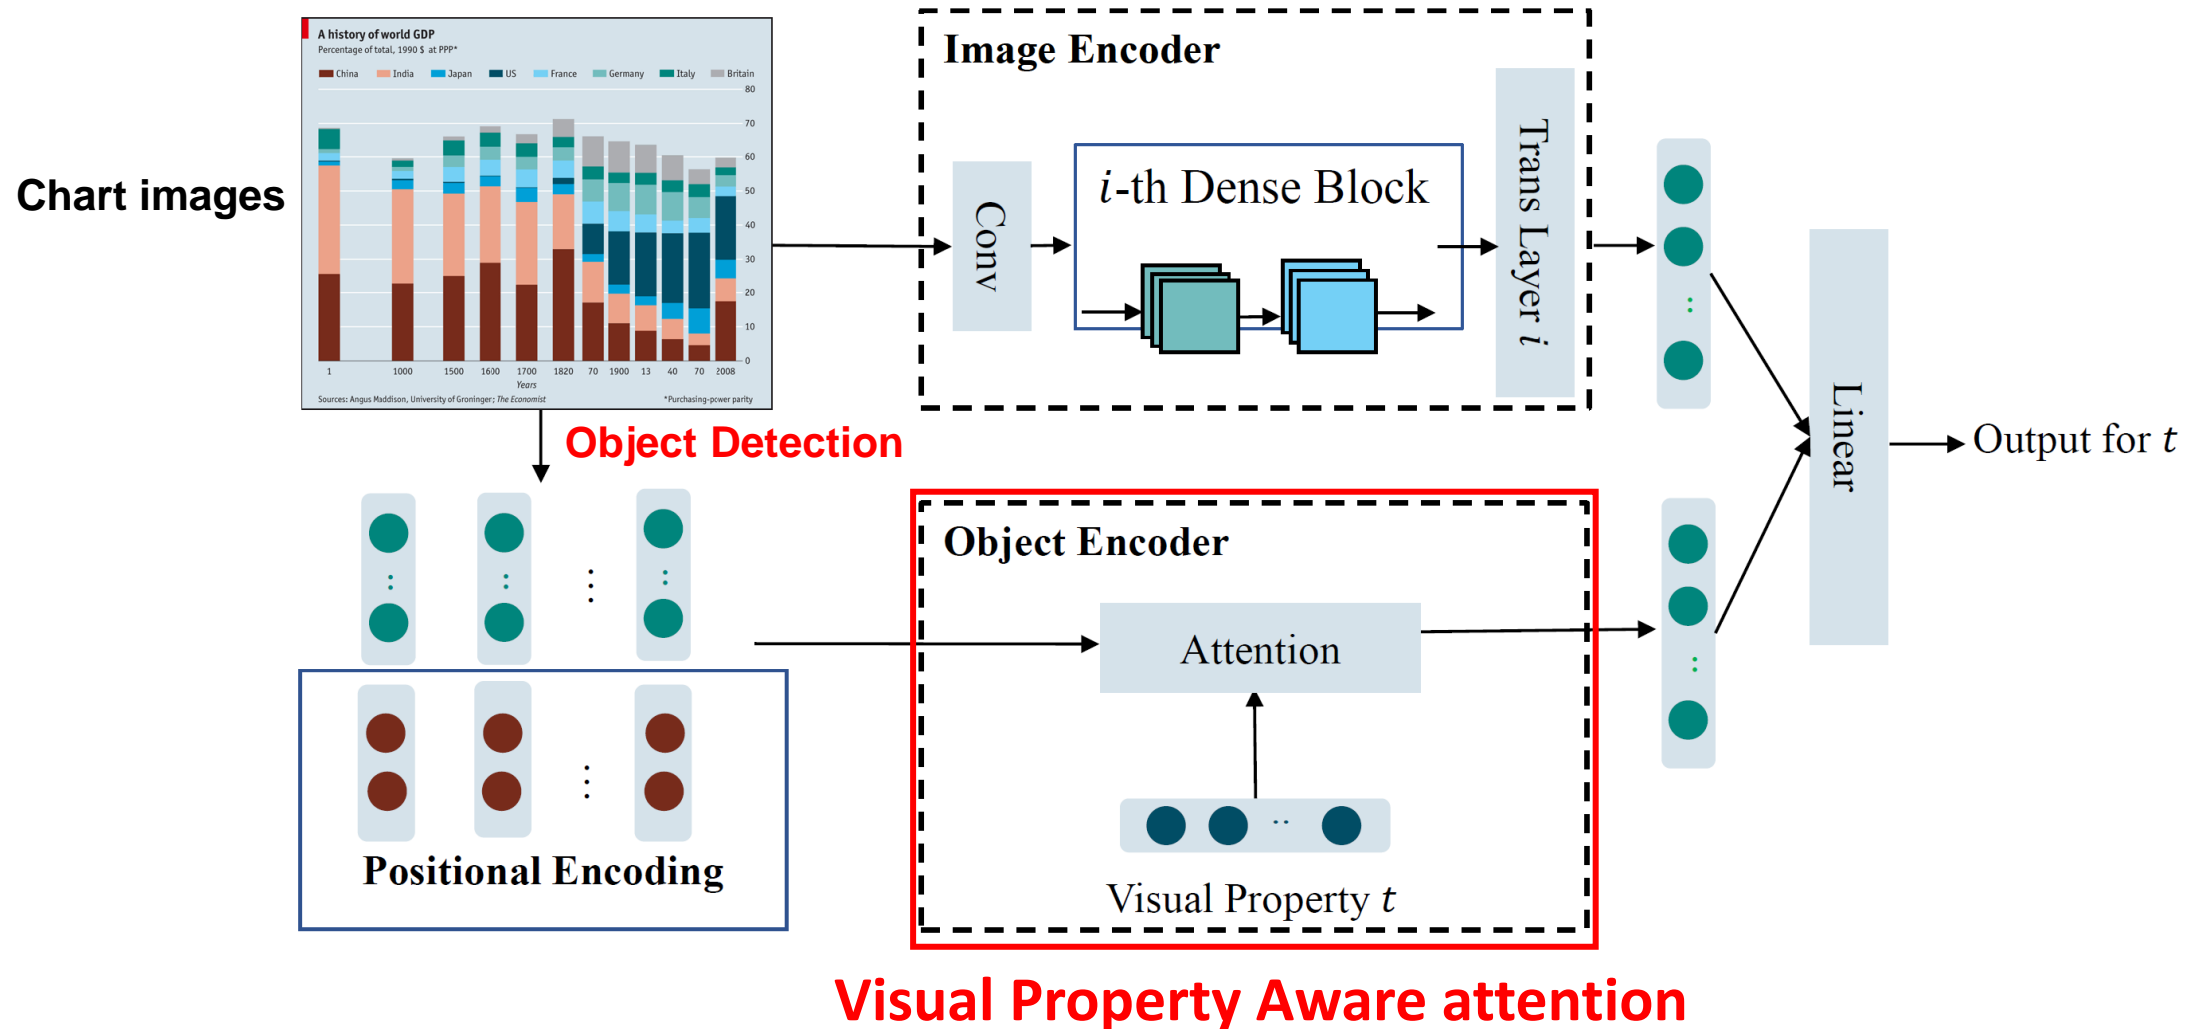 A history of world GDP
Percentage of total, 1990 $ at PPP*
China India Japan US France Germany Italy Britain
80
70
60
50
40
30
20
10
0
1 1000 1500 1600 1700 1820 70 1900 13 40 70 2008
Years
Sources: Angus Maddison, University of Groninger; The Economist *Purchasing-power parity
Chart images
Object Detection
Image Encoder
Conv
i-th Dense Block
Trans Layer i
Linear
Output for t
Positional Encoding
Object Encoder
Attention
Visual Property t
Visual Property Aware attention